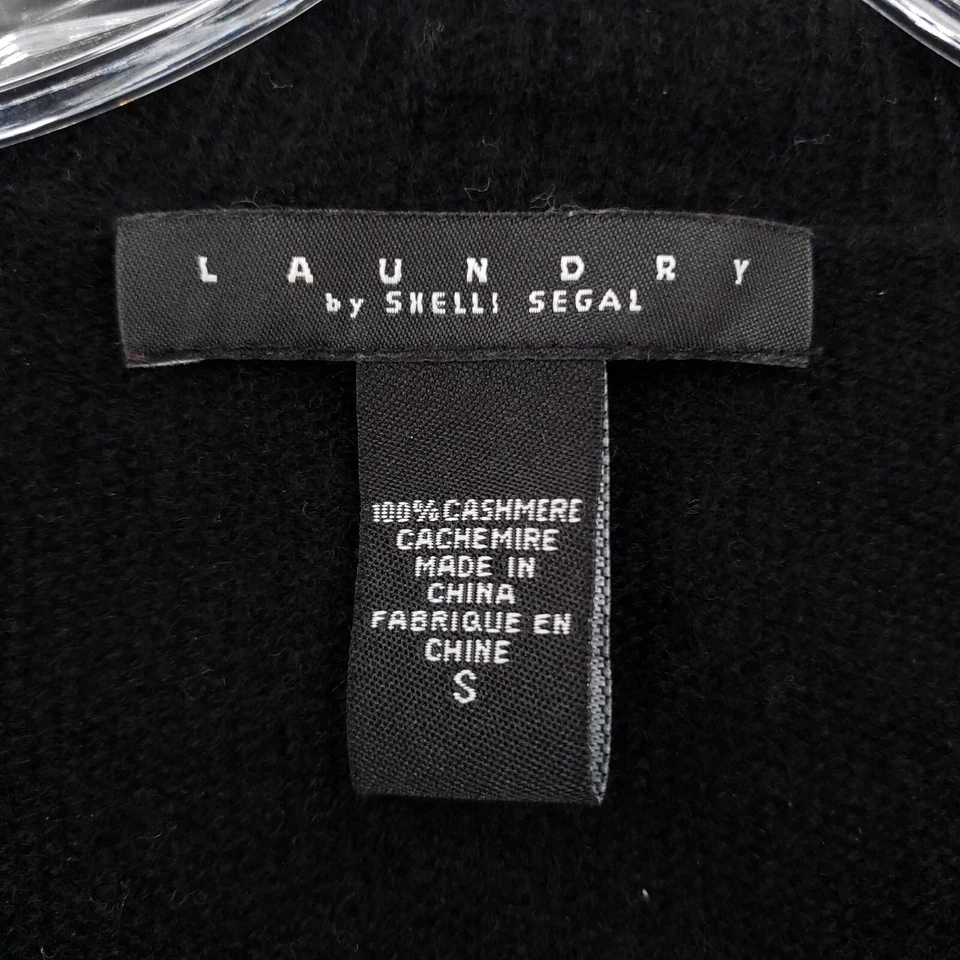 LAUNDRY
by SHELLI SEGAL
100% CASHMERE
CACHEMIRE
MADE IN
CHINA
FABRIQUE EN
CHINE
S